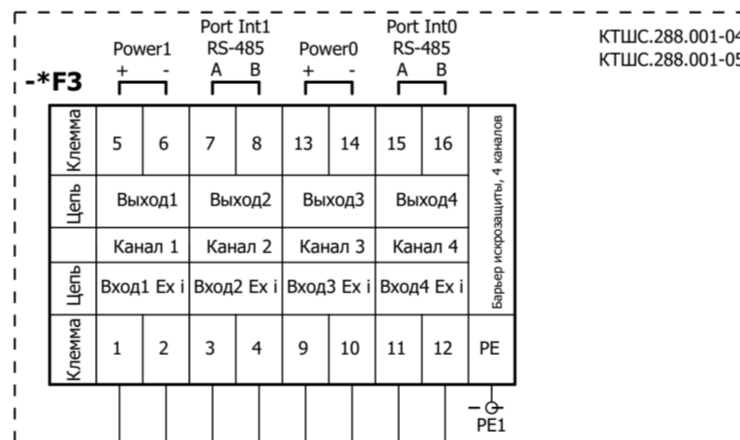 Port Int1
Port Int0
Power1
RS-485
Power0
RS-485
КТШС.288.001-04
КТШС.288.001-05
+ - A B + - A B
-*F3
Клемма 5 6 7 8 13 14 15 16
Цепь Выход1 Выход2 Выход3 Выход4
Канал 1 Канал 2 Канал 3 Канал 4
Цепь Вход1 Ex i Вход2 Ex i Вход3 Ex i Вход4 Ex i
Клемма 1 2 3 4 9 10 11 12 PE
Барьер искрозащиты, 4 каналов
PE1